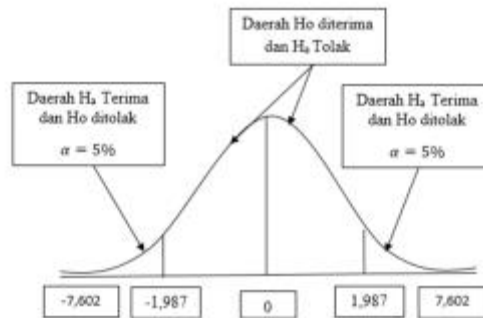 Daerah Ho diterima
dan Hₐ Tolak
Daerah Hₐ Terima
dan Ho ditolak
α = 5%
Daerah Hₐ Terima
dan Ho ditolak
α = 5%
-7,602
-1,987
0
1,987
7,602